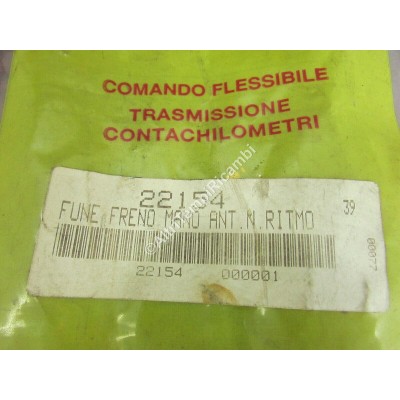 COMANDO FLESSIBILE
TRASMISSIONE
CONTACHILOMETRI
22154
39
FUNE FRENO MANO ANT.N.RITMO
22154 000001